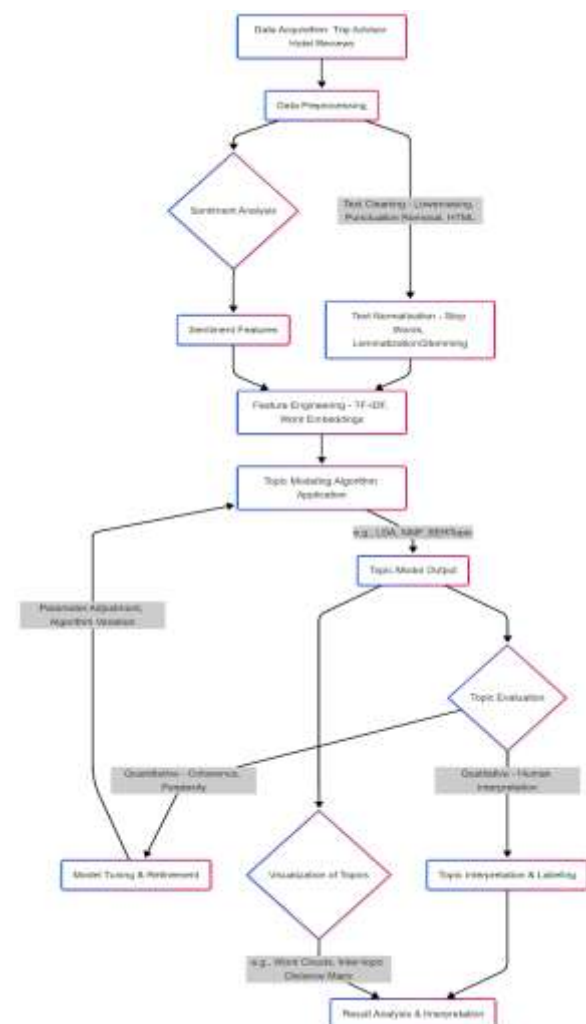 Data Acquisition: Trip Advisor
Hotel Reviews
Data Preprocessing
Sentiment Analysis
Text Cleaning - Lowercasing,
Punctuation Removal, HTML
Sentiment Features
Text Normalization - Stop
Words,
Lemmatization/Stemming
Feature Engineering - TF-IDF,
Word Embeddings
Topic Modeling Algorithm
Application
e.g., LDA, NMF, BERTopic
Topic Model Output
Parameter Adjustment,
Algorithm Variation
Topic Evaluation
Quantitative - Coherence,
Perplexity
Qualitative - Human
Interpretation
Model Tuning & Refinement
Visualization of Topics
Topic Interpretation & Labeling
e.g., Word Clouds, Inter-topic
Distance Maps
Result Analysis & Interpretation